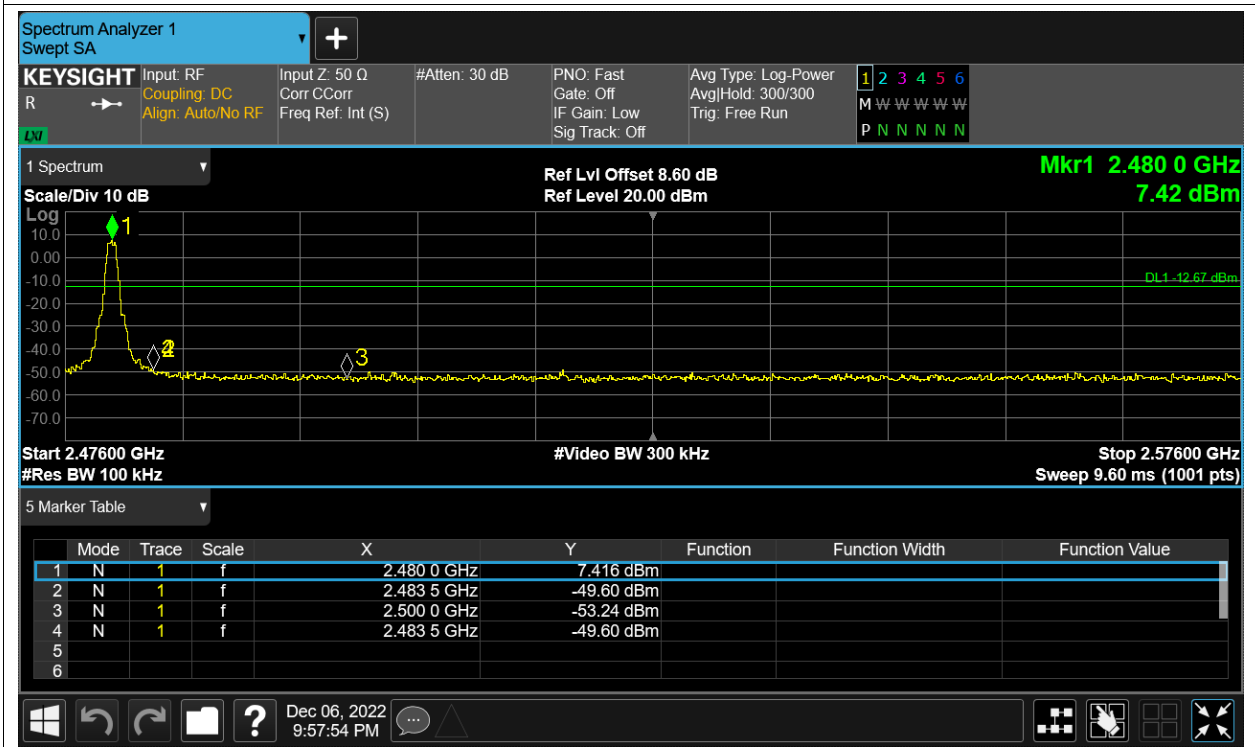 Spectrum Analyzer 1
Swept SA
KEYSIGHT Input: RF Input Z: 50 Ω #Atten: 30 dB PNO: Fast Avg Type: Log-Power 1 2 3 4 5 6
R Coupling: DC Corr CCorr Gate: Off Avg|Hold: 300/300 M W W W W W
Align: Auto/No RF Freq Ref: Int (S) IF Gain: Low Trig: Free Run
LXI Sig Track: Off P N N N N N
1 Spectrum Ref Lvl Offset 8.60 dB Mkr1 2.480 0 GHz
Scale/Div 10 dB Ref Level 20.00 dBm 7.42 dBm
Log
1
10.0
0.00
-10.0 DL1 -12.67 dBm
-20.0
-30.0
-40.0 2 3
-50.0
-60.0
-70.0
Start 2.47600 GHz #Video BW 300 kHz Stop 2.57600 GHz
#Res BW 100 kHz Sweep 9.60 ms (1001 pts)
5 Marker Table
Mode Trace Scale X Y Function Function Width Function Value
1 N 1 f 2.480 0 GHz 7.416 dBm
2 N 1 f 2.483 5 GHz -49.60 dBm
3 N 1 f 2.500 0 GHz -53.24 dBm
4 N 1 f 2.483 5 GHz -49.60 dBm
5
6
? Dec 06, 2022
9:57:54 PM